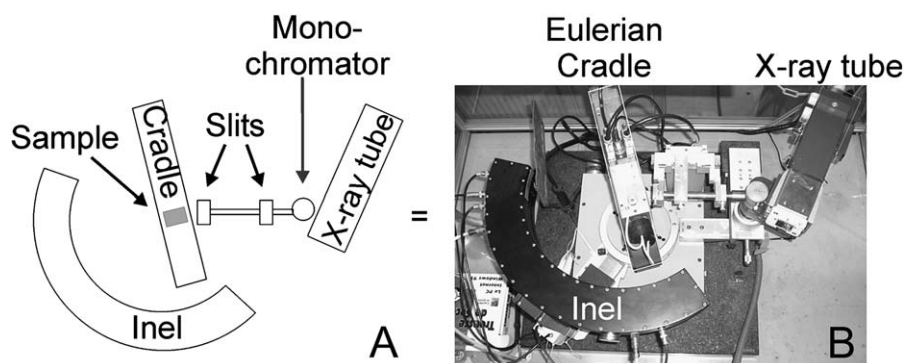 Mono-
chromator
Sample
Cradle
Slits
X-ray tube
Inel
A
=
Eulerian
Cradle
X-ray tube
Inel
B